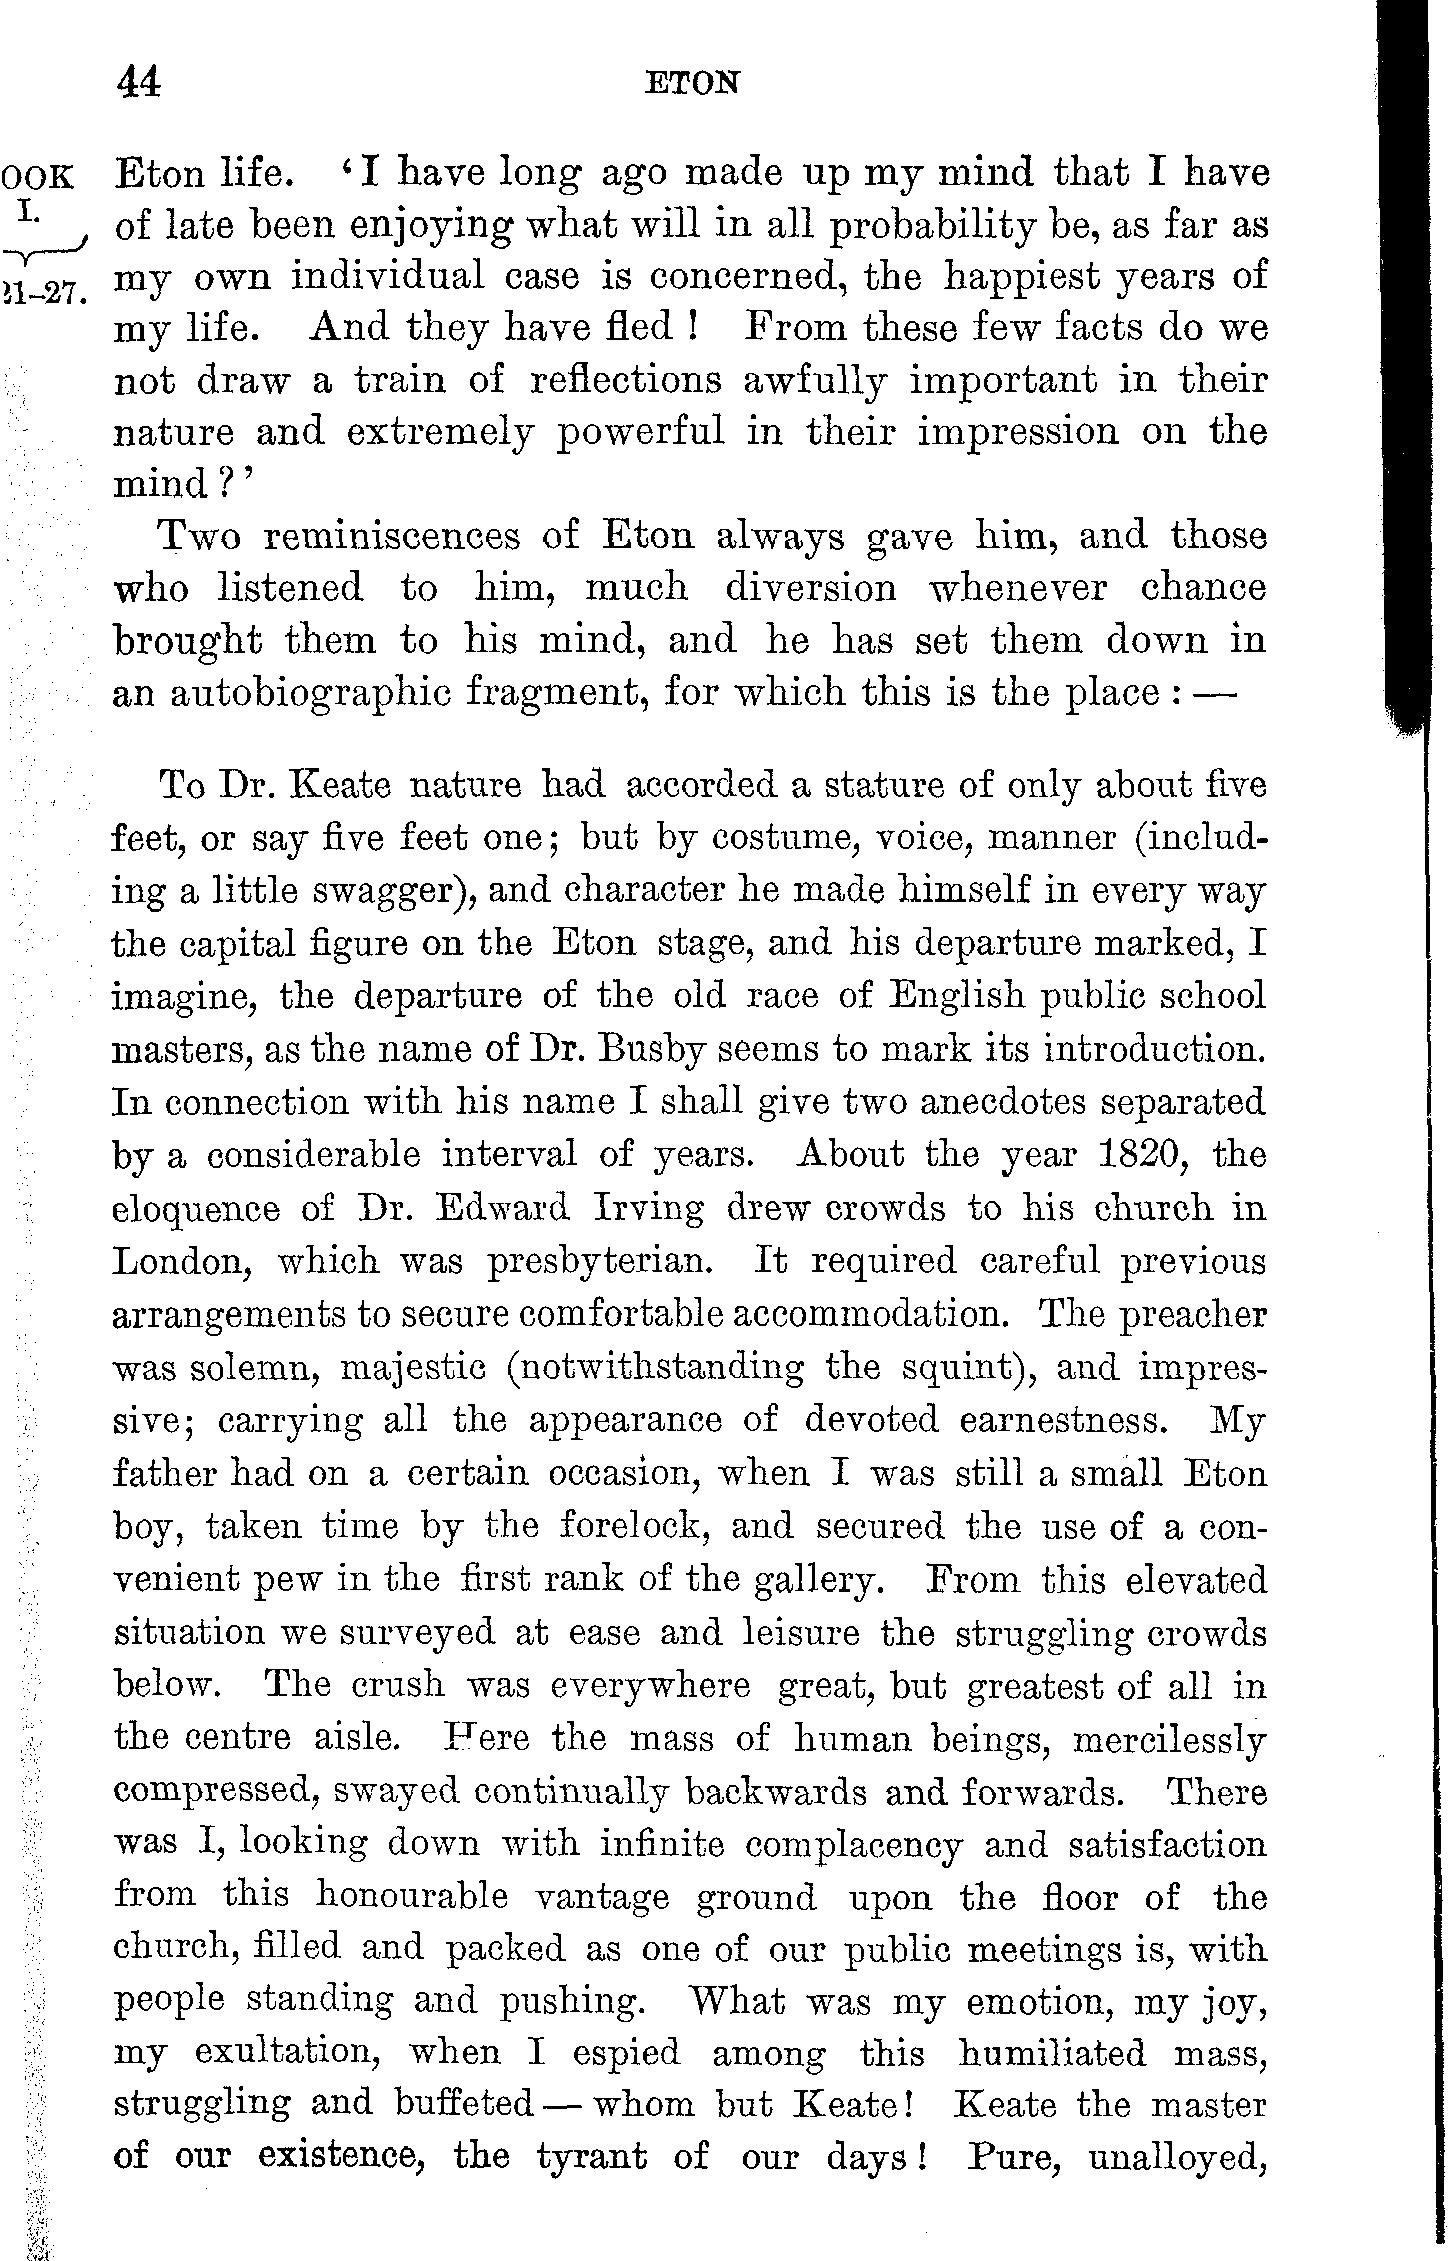 44 ETON
OOK
I.
21–27.
Eton life. ‘I have long ago made up my mind that I have
of late been enjoying what will in all probability be, as far as
my own individual case is concerned, the happiest years of
my life. And they have fled ! From these few facts do we
not draw a train of reflections awfully important in their
nature and extremely powerful in their impression on the
mind ? ’
Two reminiscences of Eton always gave him, and those
who listened to him, much diversion whenever chance
brought them to his mind, and he has set them down in
an autobiographic fragment, for which this is the place : —
To Dr. Keate nature had accorded a stature of only about five
feet, or say five feet one; but by costume, voice, manner (includ-
ing a little swagger), and character he made himself in every way
the capital figure on the Eton stage, and his departure marked, I
imagine, the departure of the old race of English public school
masters, as the name of Dr. Busby seems to mark its introduction.
In connection with his name I shall give two anecdotes separated
by a considerable interval of years. About the year 1820, the
eloquence of Dr. Edward Irving drew crowds to his church in
London, which was presbyterian. It required careful previous
arrangements to secure comfortable accommodation. The preacher
was solemn, majestic (notwithstanding the squint), and impres-
sive; carrying all the appearance of devoted earnestness. My
father had on a certain occasion, when I was still a small Eton
boy, taken time by the forelock, and secured the use of a con-
venient pew in the first rank of the gallery. From this elevated
situation we surveyed at ease and leisure the struggling crowds
below. The crush was everywhere great, but greatest of all in
the centre aisle. Here the mass of human beings, mercilessly
compressed, swayed continually backwards and forwards. There
was I, looking down with infinite complacency and satisfaction
from this honourable vantage ground upon the floor of the
church, filled and packed as one of our public meetings is, with
people standing and pushing. What was my emotion, my joy,
my exultation, when I espied among this humiliated mass,
struggling and buffeted — whom but Keate! Keate the master
of our existence, the tyrant of our days ! Pure, unalloyed,